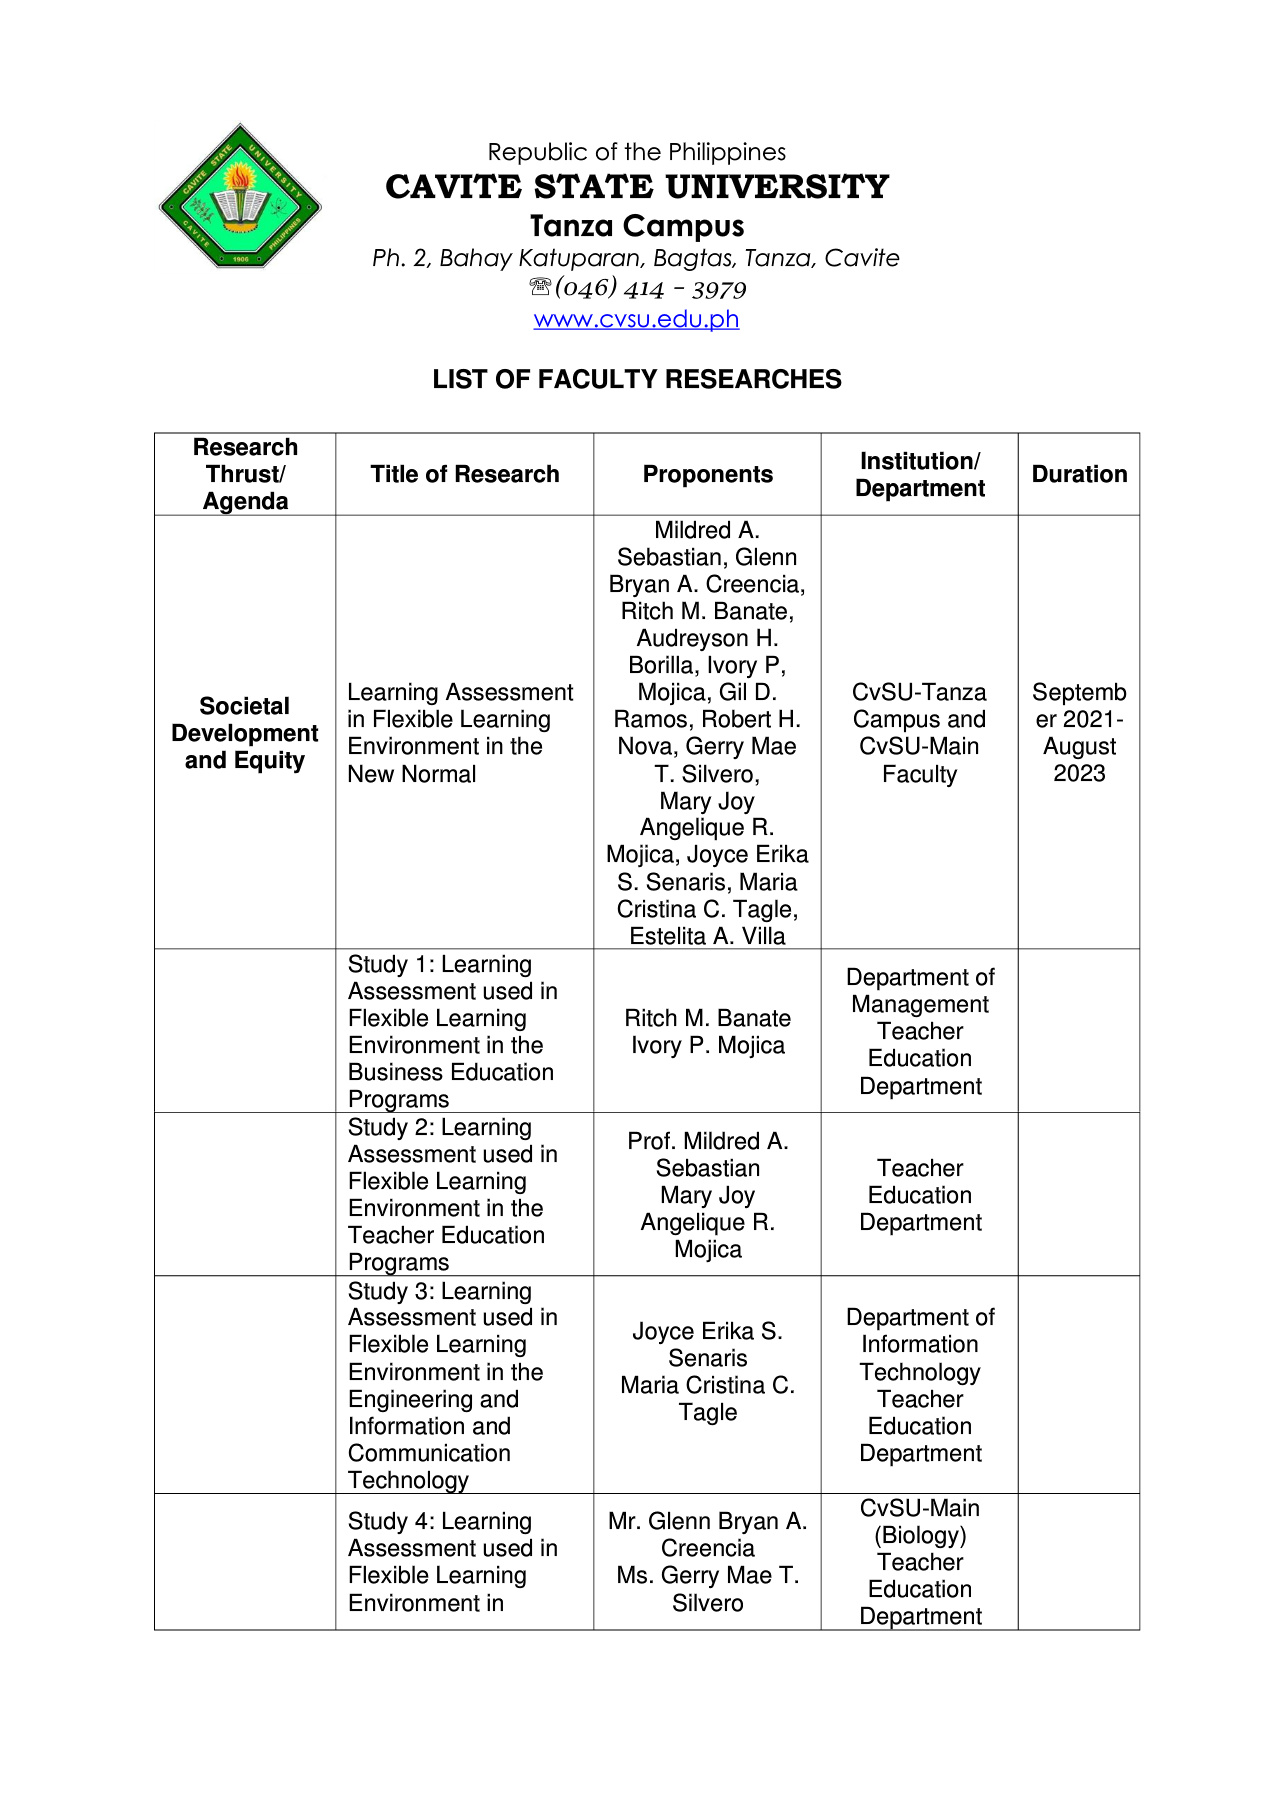 CAVITE STATE UNIVERSITY
CAVITE PHILIPPINES
1906
Republic of the Philippines
CAVITE STATE UNIVERSITY
Tanza Campus
Ph. 2, Bahay Katuparan, Bagtas, Tanza, Cavite
☏(046) 414 – 3979
www.cvsu.edu.ph
LIST OF FACULTY RESEARCHES
Research
Thrust/
Agenda
Title of Research
Proponents
Institution/
Department
Duration
Societal
Development
and Equity
Learning Assessment
in Flexible Learning
Environment in the
New Normal
Mildred A.
Sebastian, Glenn
Bryan A. Creencia,
Ritch M. Banate,
Audreyson H.
Borilla, Ivory P,
Mojica, Gil D.
Ramos, Robert H.
Nova, Gerry Mae
T. Silvero,
Mary Joy
Angelique R.
Mojica, Joyce Erika
S. Senaris, Maria
Cristina C. Tagle,
Estelita A. Villa
CvSU-Tanza
Campus and
CvSU-Main
Faculty
Septemb
er 2021-
August
2023
Study 1: Learning
Assessment used in
Flexible Learning
Environment in the
Business Education
Programs
Ritch M. Banate
Ivory P. Mojica
Department of
Management
Teacher
Education
Department
Study 2: Learning
Assessment used in
Flexible Learning
Environment in the
Teacher Education
Programs
Prof. Mildred A.
Sebastian
Mary Joy
Angelique R.
Mojica
Teacher
Education
Department
Study 3: Learning
Assessment used in
Flexible Learning
Environment in the
Engineering and
Information and
Communication
Technology
Joyce Erika S.
Senaris
Maria Cristina C.
Tagle
Department of
Information
Technology
Teacher
Education
Department
Study 4: Learning
Assessment used in
Flexible Learning
Environment in
Mr. Glenn Bryan A.
Creencia
Ms. Gerry Mae T.
Silvero
CvSU-Main
(Biology)
Teacher
Education
Department